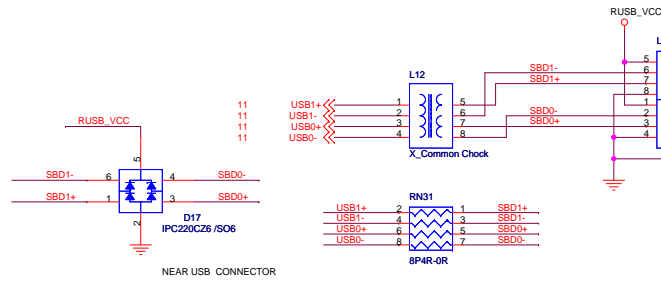 RUSB_VCC
L
5
6
7
8
1
2
3
4
L12
SBD1-
SBD1+
SBD0-
SBD0+
11 USB1+ 1 5
11 USB1- 2 6
11 USB0+ 3 7
11 USB0- 4 8
X_Common Chock
RUSB_VCC
5
SBD1- 6 4 SBD0-
SBD1+ 1 3 SBD0+
2
D17
IPC220CZ6 /SO6
NEAR USB CONNECTOR
RN31
USB1+ 2 1 SBD1+
USB1- 4 3 SBD1-
USB0+ 6 5 SBD0+
USB0- 8 7 SBD0-
8P4R-0R